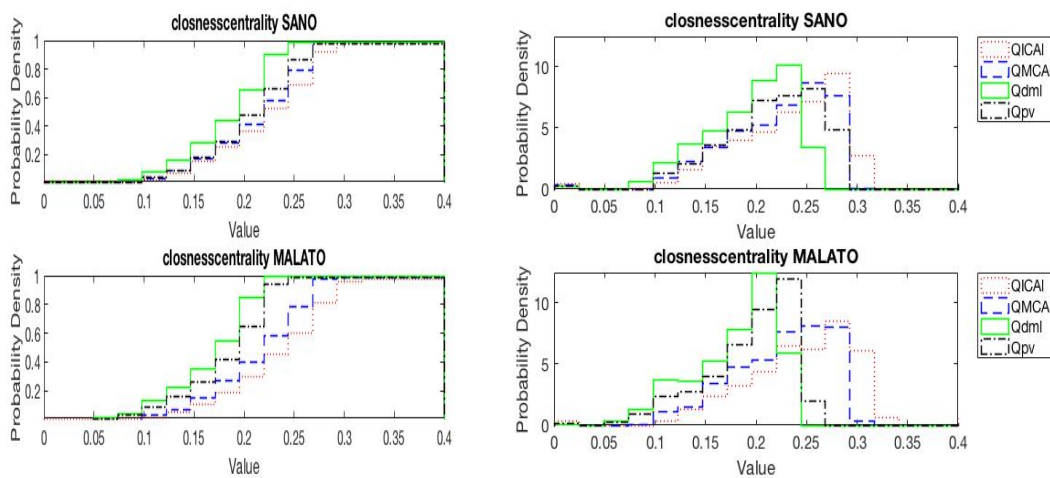 closnesscentrality SANO
Probability Density
1
0.8
0.6
0.4
0.2
0 0.05 0.1 0.15 0.2 0.25 0.3 0.35 0.4
Value
closnesscentrality SANO
Probability Density
10
5
0
0 0.05 0.1 0.15 0.2 0.25 0.3 0.35 0.4
Value
QICAI
QMCA
Qdml
Qpv
closnesscentrality MALATO
Probability Density
1
0.8
0.6
0.4
0.2
0 0.05 0.1 0.15 0.2 0.25 0.3 0.35 0.4
Value
closnesscentrality MALATO
Probability Density
10
5
0
0 0.05 0.1 0.15 0.2 0.25 0.3 0.35 0.4
Value
QICAI
QMCA
Qdml
Qpv